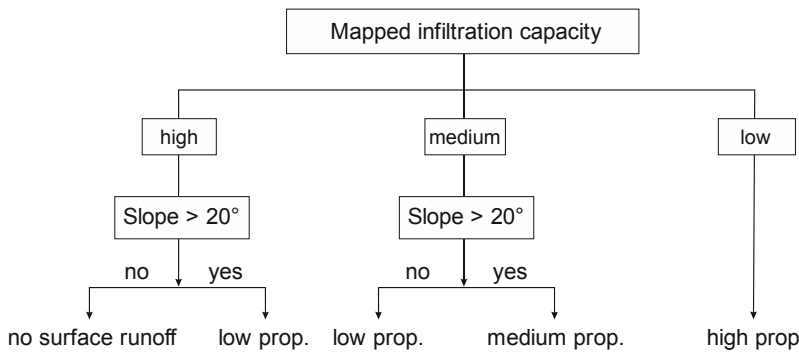 Mapped infiltration capacity
high medium low
Slope > 20° Slope > 20°
no yes no yes
no surface runoff low prop. low prop. medium prop. high prop